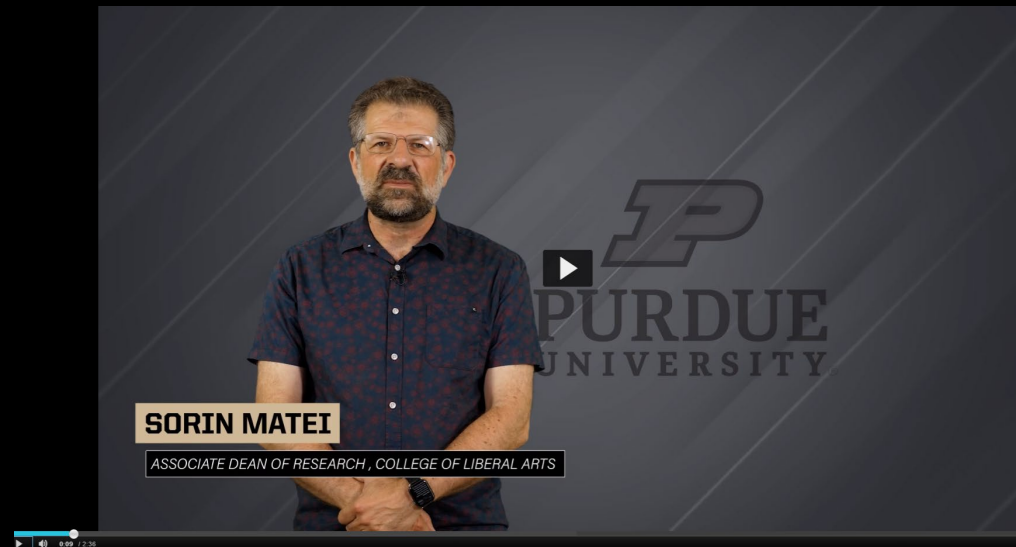 PURDUE
UNIVERSITY
SORIN MATEI
ASSOCIATE DEAN OF RESEARCH , COLLEGE OF LIBERAL ARTS
0:09 / 2:36